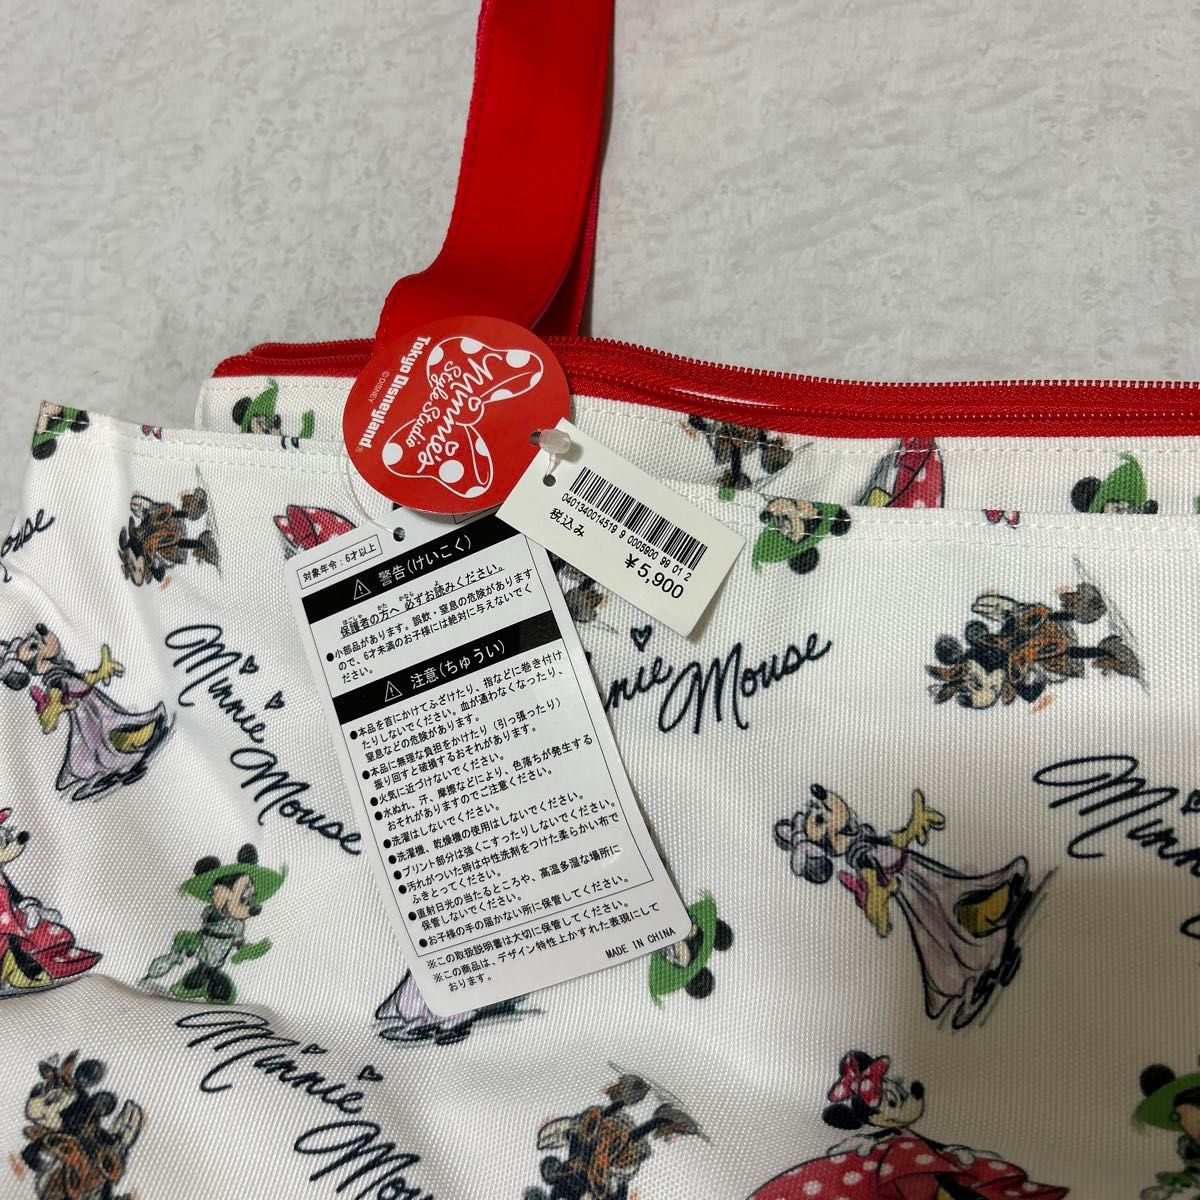 Minnie's
Style Studio
Tokyo Disneyland®
© DISNEY
0401340014519 9 0005900 99 01 2
税込み
¥5,900
対象年令：6才以上
警告(けいこく)
保護者の方へ 必ずお読みください。
●小部品があります。誤飲・窒息の危険があります
ので、6才未満のお子様には絶対に与えないでく
ださい。
注意(ちゅうい)
●本品を首にかけてふざけたり、指などに巻き付け
たりしないでください。血が通わなくなったり、
窒息などの危険があります。
●本品に無理な負担をかけたり(引っ張ったり)
振り回すと破損するおそれがあります。
●火気に近づけないでください。
●水ぬれ、汗、摩擦などにより、色落ちが発生する
おそれがありますのでご注意ください。
●洗濯はしないでください。
●洗濯機、乾燥機の使用はしないでください。
●プリント部分は強くこすったりしないでください。
●汚れがついた時は中性洗剤をつけた柔らかい布で
ふきとってください。
●直射日光の当たるところや、高温多湿な場所に
保管しないでください。
●お子様の手の届かない所に保管してください。
※この取扱説明書は大切に保管してください。
※この商品は、デザイン特性上かすれた表現にして
おります。
MADE IN CHINA
ouse
Minnie
Mouse
nnie
Mouse
Minnie
Minnie
Mouse